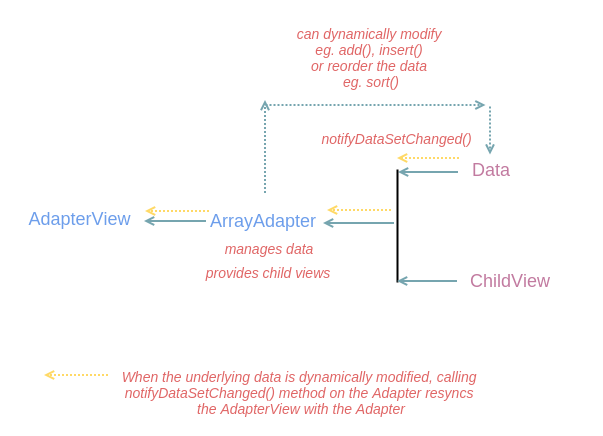 can dynamically modify
eg. add(), insert()
or reorder the data
eg. sort()
notifyDataSetChanged()
Data
AdapterView
ArrayAdapter
manages data
provides child views
ChildView
When the underlying data is dynamically modified, calling
notifyDataSetChanged() method on the Adapter resyncs
the AdapterView with the Adapter